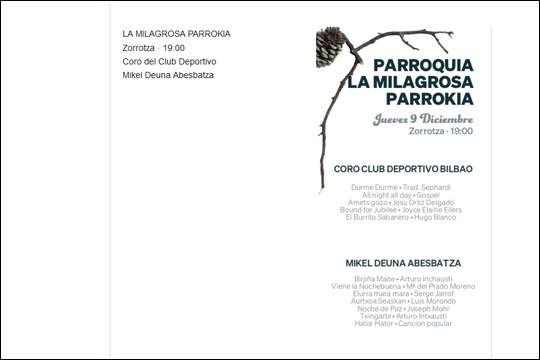 LA MILAGROSA PARROKIA
Zorrotza · 19:00
Coro del Club Deportivo
Mikel Deuna Abesbatza
PARROQUIA
LA MILAGROSA
PARROKIA
Jueves 9 Diciembre
Zorrotza · 19:00
CORO CLUB DEPORTIVO BILBAO
Durme Durme • Trad. Sephardi
All night all day • Gospel
Amets gozo • Josu Ortiz Delgado
Bound for Jubilee • Joyce Elaine Eilers
El Burrito Sabanero • Hugo Blanco
MIKEL DEUNA ABESBATZA
Birjiña Maite • Arturo Inchausti
Viene la Nochebuena • Mª del Prado Moreno
Elurra mara mara • Serge Jarrof
Aurtxoa Seaskan • Luis Morondo
Noche de Paz • Joseph Mohr
Txingarbi • Arturo Intxausti
Hator Hator • Cancion popular